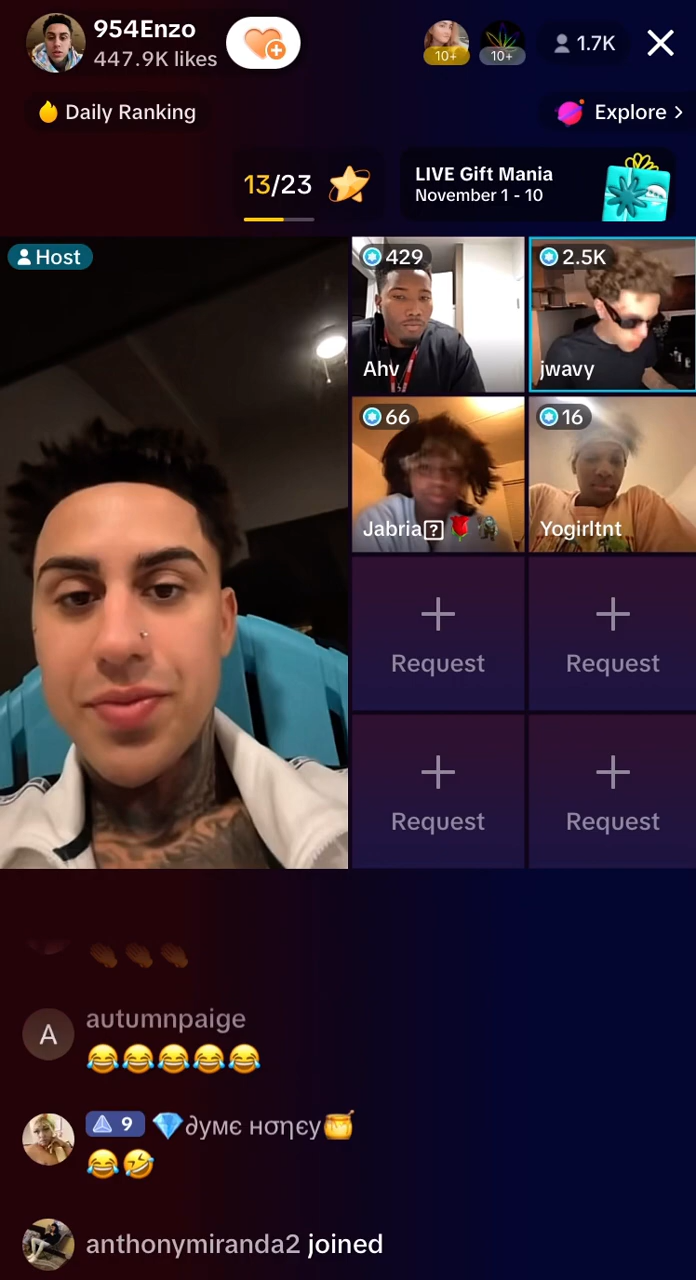 954Enzo
447.9K likes
10+
10+
1.7K
Daily Ranking
Explore >
13/23
LIVE Gift Mania
November 1 - 10
Host
429
Ahv
2.5K
jwavy
66
Jabria
16
Yogirltnt
Request
Request
Request
Request
autumnpaige
A
😂😂😂😂😂
9 💎∂умє нσηєу🍯
😂🤣
anthonymiranda2 joined